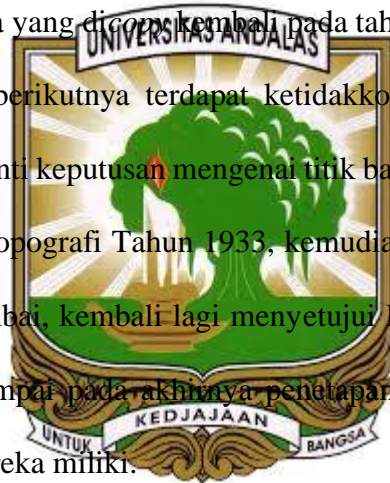 a yang dicopy kembali pada tah
UNIVERSITAS ANDALAS
berikutnya terdapat ketidakko
nti keputusan mengenai titik ba
opografi Tahun 1933, kemudia
bai, kembali lagi menyetujui
mpai pada akhirnya penetapan
KEDJAJAAN
UNTUK BANGSA
reka miliki.